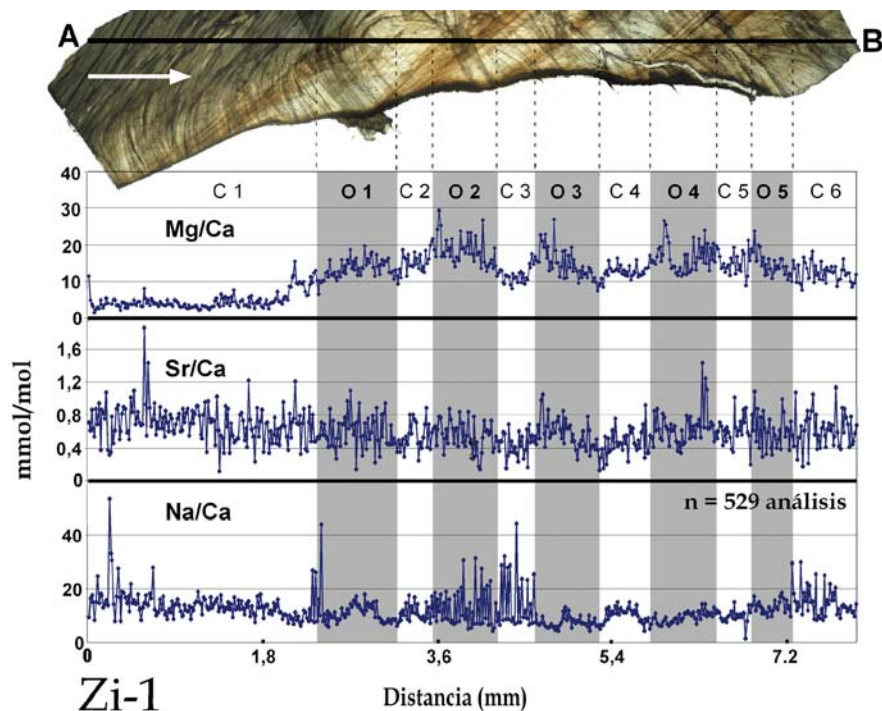 A B
C 1 O 1 C 2 O 2 C 3 O 3 C 4 O 4 C 5 O 5 C 6
40
30
Mg/Ca
20
10
0
Sr/Ca
1,6
1,2
0,8
0,4
0
mmol/mol
Na/Ca n = 529 análisis
40
20
0
0 1,8 3,6 5,4 7.2
Zi-1 Distancia (mm)